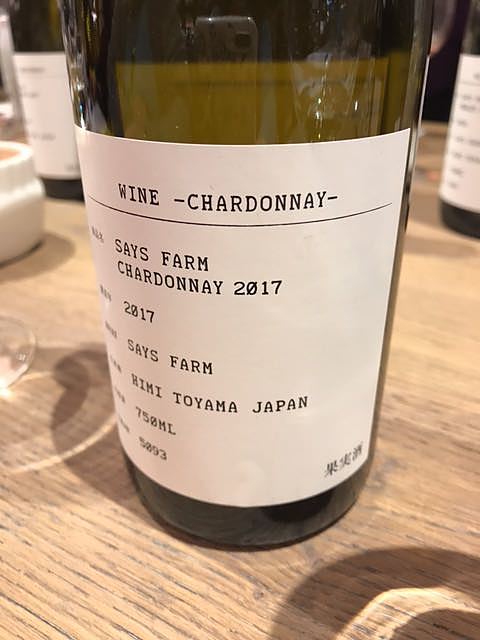 WINE -CHARDONNAY-
SAYS FARM
CHARDONNAY 2017
2017
SAYS FARM
HIMI TOYAMA JAPAN
750ML
5093
果実酒